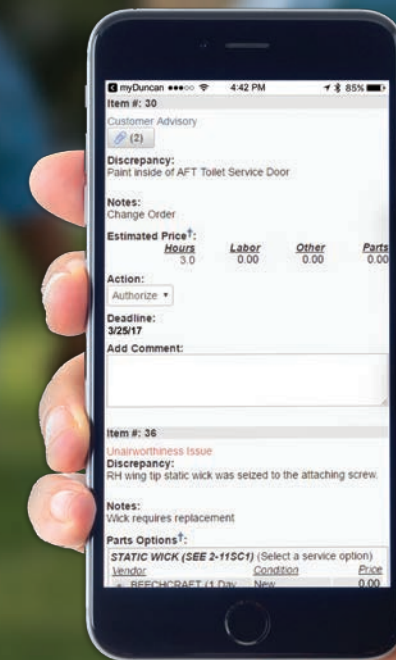 myDuncan 4:42 PM 85%
Item #: 30
Customer Advisory
(2)
Discrepancy:
Paint inside of AFT Toilet Service Door
Notes:
Change Order
Estimated Price†:
Hours Labor Other Parts
3.0 0.00 0.00 0.00
Action:
Authorize
Deadline:
3/25/17
Add Comment:
Item #: 36
Unairworthiness Issue
Discrepancy:
RH wing tip static wick was seized to the attaching screw.
Notes:
Wick requires replacement
Parts Options†:
STATIC WICK (SEE 2-11SC1) (Select a service option)
Vendor Condition Price
BEECHCRAFT (1 Day New 0.00